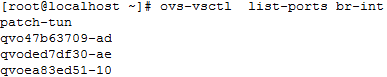 [root@localhost ~]# ovs-vsctl  list-ports br-int
patch-tun
qvo47b63709-ad
qvoded7df30-ae
qvoea83ed51-10